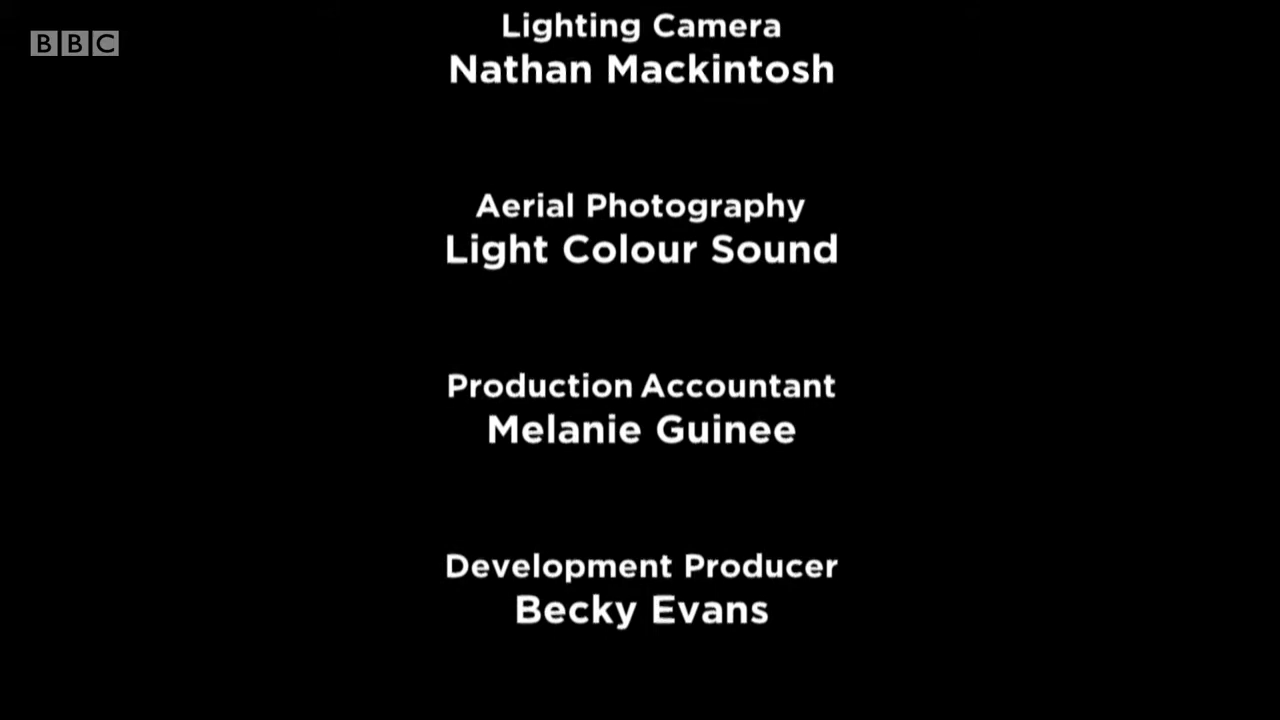 BBC
Lighting Camera
Nathan Mackintosh
Aerial Photography
Light Colour Sound
Production Accountant
Melanie Guinee
Development Producer
Becky Evans